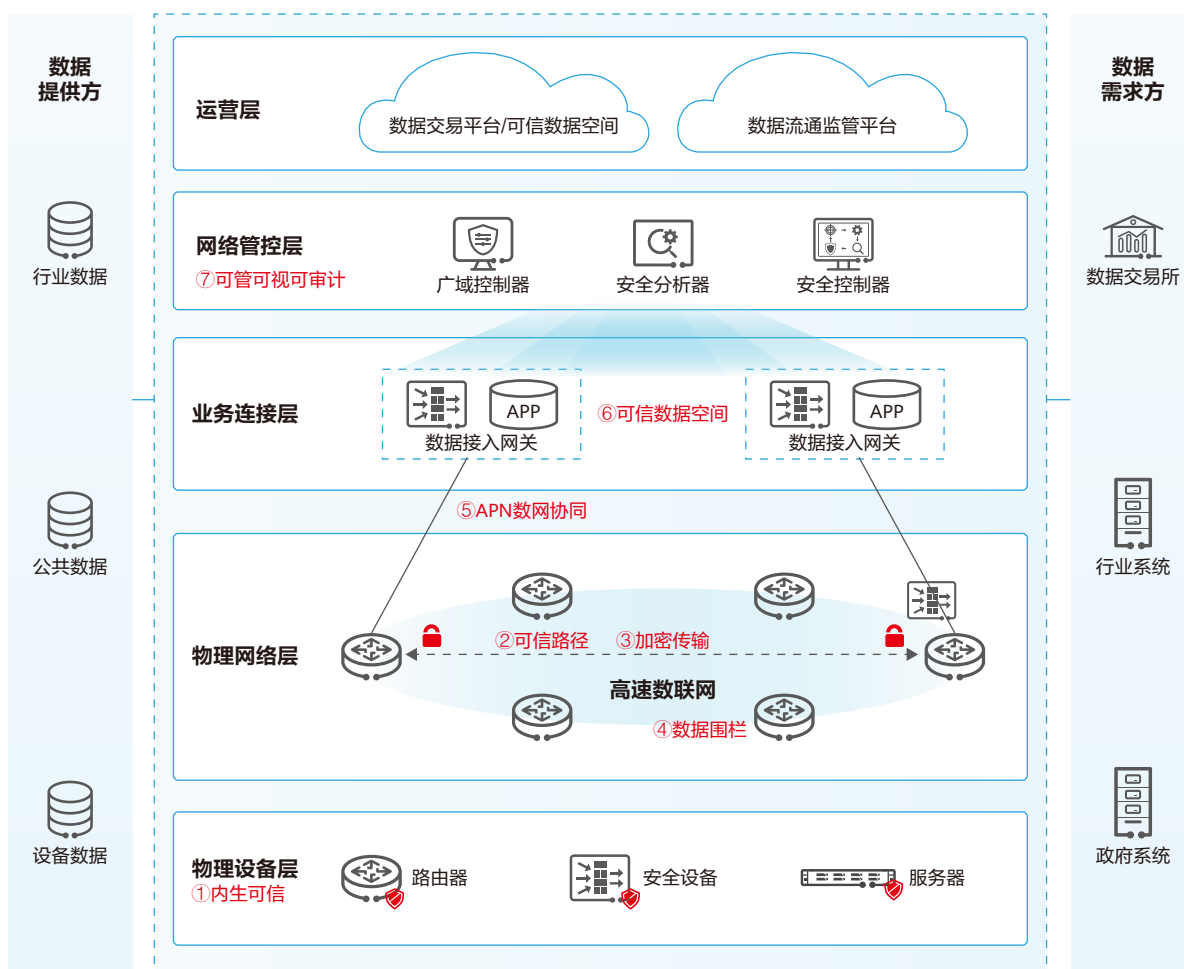 数据
提供方
行业数据
公共数据
设备数据
运营层
数据交易平台/可信数据空间
数据流通监管平台
网络管控层
⑦可管可视可审计
广域控制器
安全分析器
安全控制器
业务连接层
APP
数据接入网关
⑥可信数据空间
APP
数据接入网关
⑤APN数网协同
物理网络层
②可信路径
③加密传输
高速数联网
④数据围栏
物理设备层
①内生可信
路由器
安全设备
服务器
数据
需求方
数据交易所
行业系统
政府系统